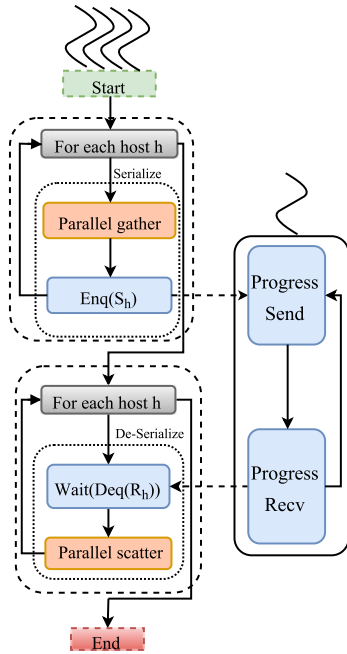 Start
For each host h
Serialize
Parallel gather
Enq(Sₕ)
Progress
Send
For each host h
De-Serialize
Wait(Deq(Rₕ))
Progress
Recv
Parallel scatter
End